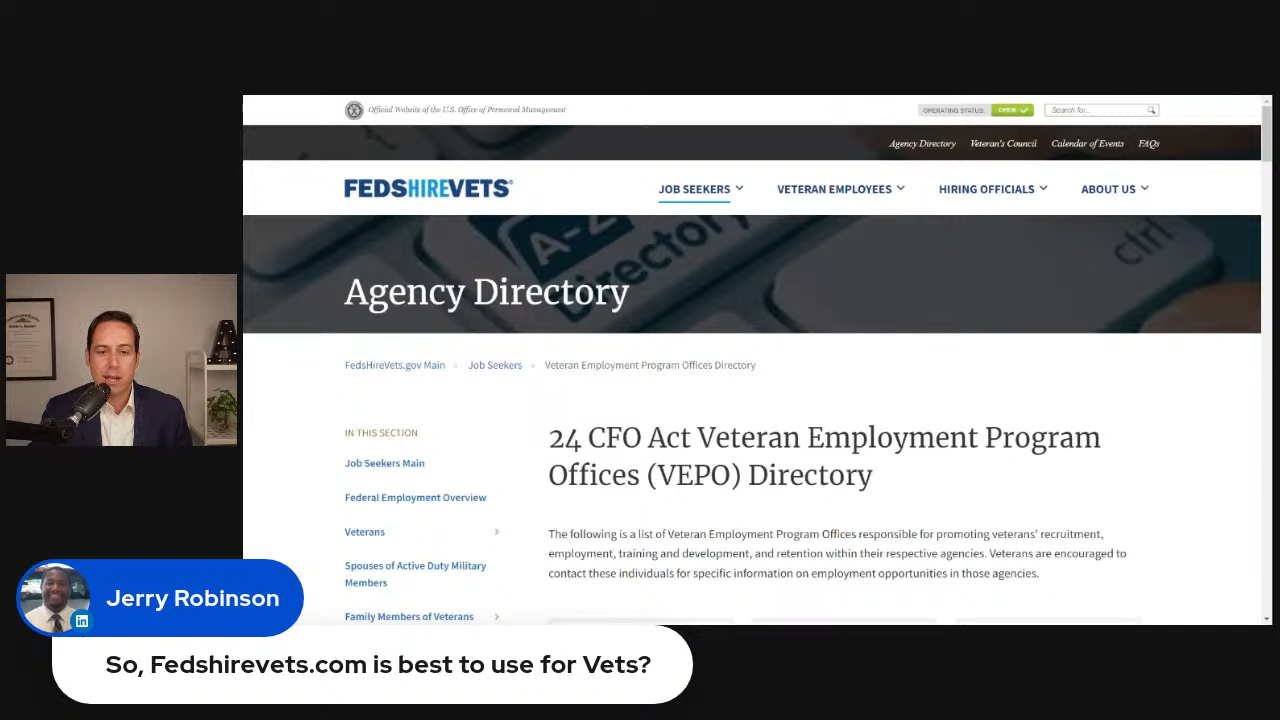 Official Website of the U.S. Office of Personnel Management
OPERATING STATUS: OPEN
Search for...
Agency Directory Veteran's Council Calendar of Events FAQs
FEDSHIREVETS
JOB SEEKERS VETERAN EMPLOYEES HIRING OFFICIALS ABOUT US
A-Z
Directory
ctrl
Agency Directory
FedsHireVets.gov Main » Job Seekers » Veteran Employment Program Offices Directory
IN THIS SECTION
Job Seekers Main
Federal Employment Overview
Veterans
Spouses of Active Duty Military
Members
Family Members of Veterans
24 CFO Act Veteran Employment Program
Offices (VEPO) Directory
The following is a list of Veteran Employment Program Offices responsible for promoting veterans' recruitment,
employment, training and development, and retention within their respective agencies. Veterans are encouraged to
contact these individuals for specific information on employment opportunities in those agencies.
Jerry Robinson
in
So, Fedshirevets.com is best to use for Vets?